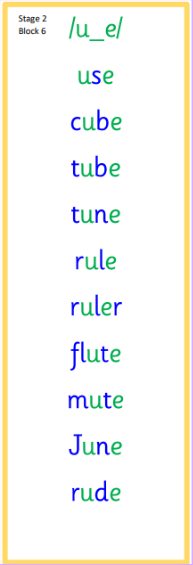 Stage 2
Block 6
/u_e/
use
cube
tube
tune
rule
ruler
flute
mute
June
rude